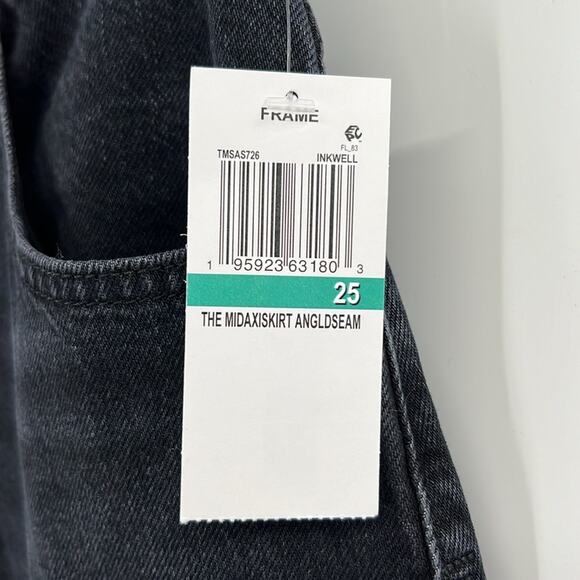 FRAME
FL_83
TMSAS726 INKWELL
1 95923 63180 3
25
THE MIDAXISKIRT ANGLDSEAM